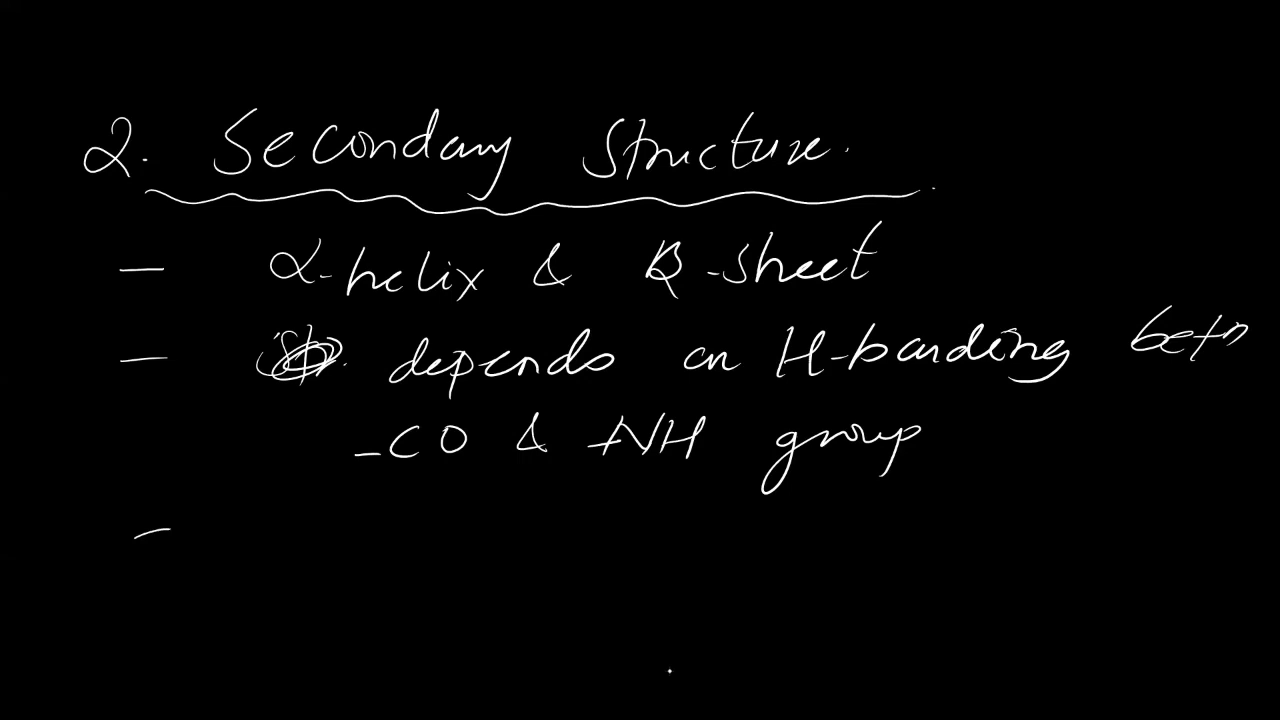 2. Secondary Structure.
- α-helix & β-sheet
- depends on H-bonding betn
-CO & -NH group
-